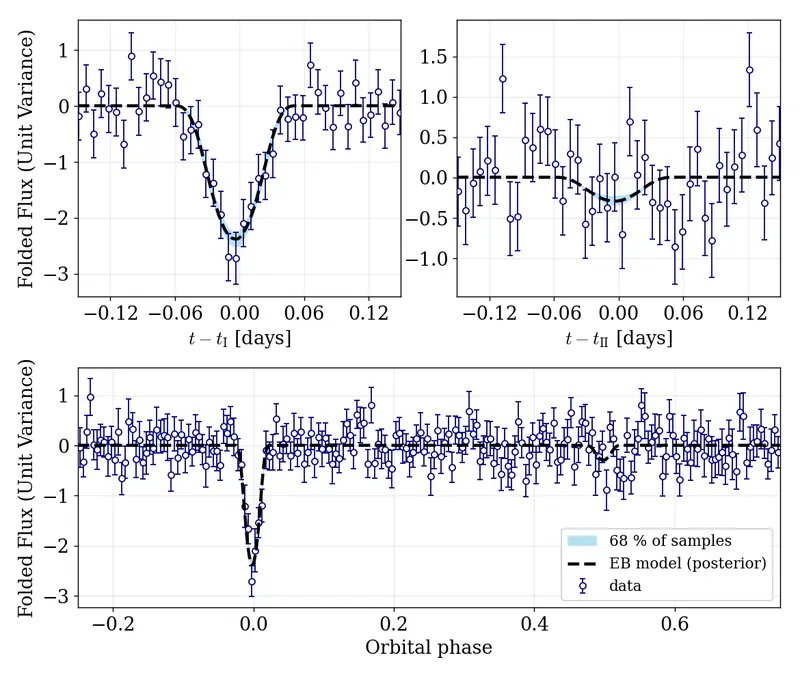 Folded Flux (Unit Variance)
1
0
−1
−2
−3
−0.12 −0.06 0.00 0.06 0.12
t − t_I [days]
1.5
1.0
0.5
0.0
−0.5
−1.0
−0.12 −0.06 0.00 0.06 0.12
t − t_II [days]
Folded Flux (Unit Variance)
1
0
−1
−2
−3
68 % of samples
EB model (posterior)
data
−0.2 0.0 0.2 0.4 0.6
Orbital phase